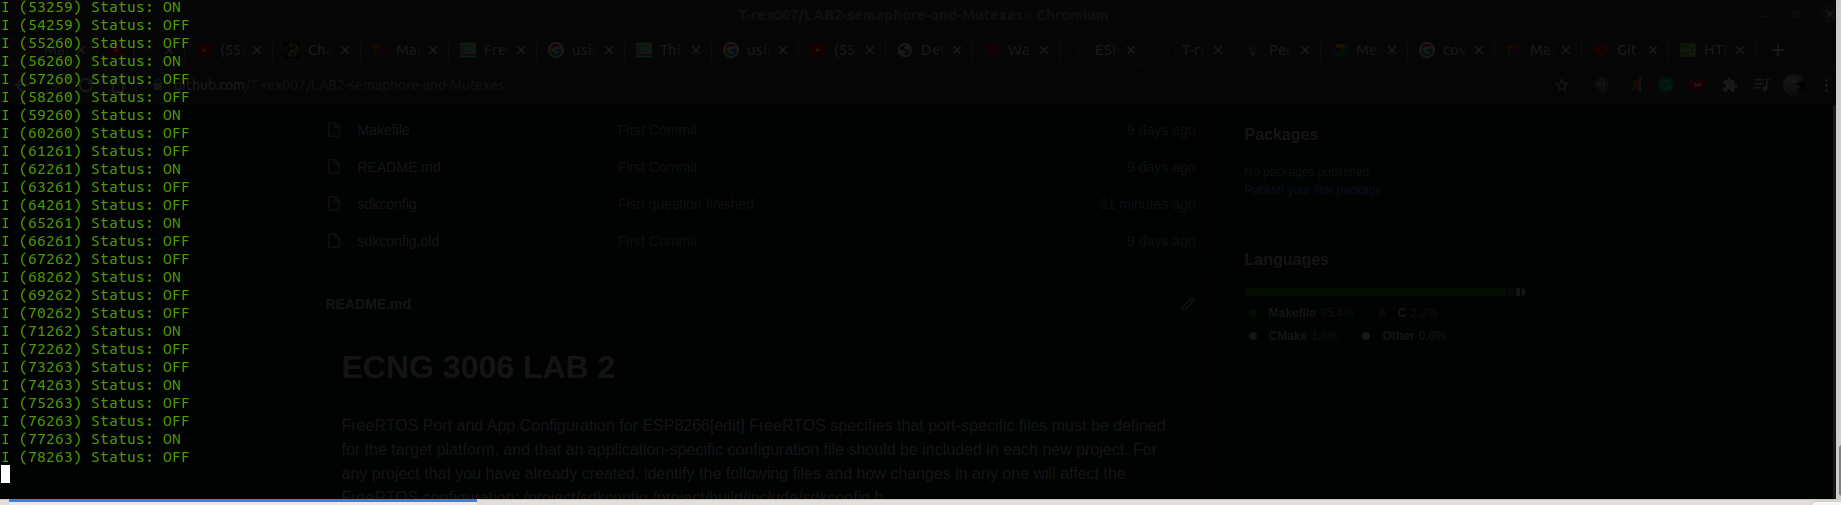 I (53259) Status: ON
I (54259) Status: OFF
I (55260) Status: OFF
I (56260) Status: ON
I (57260) Status: OFF
I (58260) Status: OFF
I (59260) Status: ON
I (60260) Status: OFF
I (61261) Status: OFF
I (62261) Status: ON
I (63261) Status: OFF
I (64261) Status: OFF
I (65261) Status: ON
I (66261) Status: OFF
I (67262) Status: OFF
I (68262) Status: ON
I (69262) Status: OFF
I (70262) Status: OFF
I (71262) Status: ON
I (72262) Status: OFF
I (73263) Status: OFF
I (74263) Status: ON
I (75263) Status: OFF
I (76263) Status: OFF
I (77263) Status: ON
I (78263) Status: OFF
T-rex007/LAB2-semaphore-and-Mutexes - Chromium
(55 Cha Ma Fre usi Thi usi (55 Del Wa ESP T-re Pee Me cov Ma Git HTM
github.com/T-rex007/LAB2-semaphore-and-Mutexes
Makefile First Commit 9 days ago
README.md First Commit 9 days ago
sdkconfig Fisrt question finished 31 minutes ago
sdkconfig.old First Commit 9 days ago
README.md
ECNG 3006 LAB 2
FreeRTOS Port and App Configuration for ESP8266[edit] FreeRTOS specifies that port-specific files must be defined
for the target platform, and that an application-specific configuration file should be included in each new project. For
any project that you have already created, identify the following files and how changes in any one will affect the
FreeRTOS configuration: /project/sdkconfig /project/build/include/sdkconfig.h
Packages
No packages published
Publish your first package
Languages
Makefile 95.4% C 2.2%
CMake 1.6% Other 0.8%